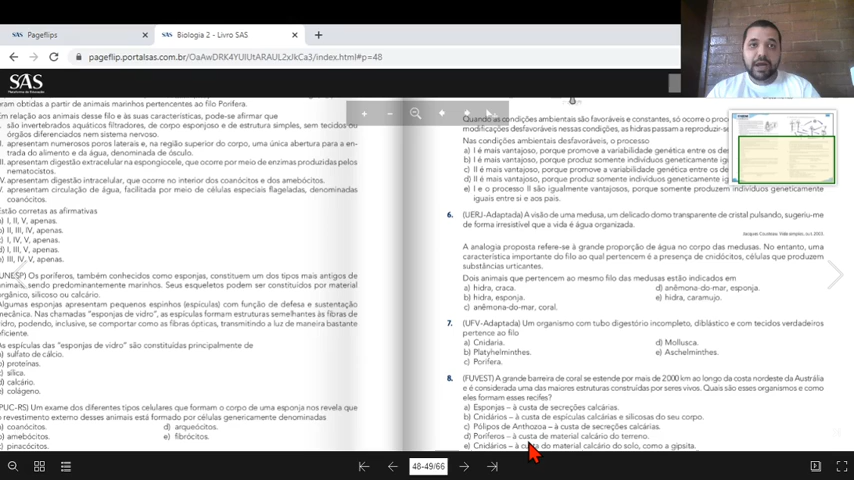 Pageflips
Biologia 2 - Livro SAS
pageflip.portalsas.com.br/OaAwDRK4YUIUtARAUL2xJkCa3/index.html#p=48
SAS
Plataforma de Educação
ram obtidas a partir de animais marinhos pertencentes ao filo Porifera.
Em relação aos animais desse filo e às suas características, pode-se afirmar que
são invertebrados aquáticos filtradores, de corpo esponjoso e de estrutura simples, sem tecidos ou
órgãos diferenciados nem sistema nervoso.
apresentam numerosos poros laterais e, na região superior do corpo, uma única abertura para a en-
trada do alimento e da água, denominada de ósculo.
apresentam digestão extracelular na espongiocele, que ocorre por meio de enzimas produzidas pelos
nematocistos.
V. apresentam digestão intracelular, que ocorre no interior dos coanócitos e dos amebócitos.
V. apresentam circulação de água, facilitada por meio de células especiais flageladas, denominadas
coanócitos.
Estão corretas as afirmativas
a) I, II, V, apenas.
b) II, III, IV, apenas.
c) I, IV, V, apenas.
d) I, III, V, apenas.
e) III, IV, V, apenas.
(UNESP) Os poríferos, também conhecidos como esponjas, constituem um dos tipos mais antigos de
animais, sendo predominantemente marinhos. Seus esqueletos podem ser constituídos por material
orgânico, silicoso ou calcário.
Algumas esponjas apresentam pequenos espinhos (espículas) com função de defesa e sustentação
mecânica. Nas chamadas "esponjas de vidro", as espículas formam estruturas semelhantes às fibras de
vidro, podendo, inclusive, se comportar como as fibras ópticas, transmitindo a luz de maneira bastante
eficiente.
As espículas das "esponjas de vidro" são constituídas principalmente de
a) sulfato de cálcio.
b) proteínas.
c) sílica.
d) calcário.
e) colágeno.
(PUC-RS) Um exame dos diferentes tipos celulares que formam o corpo de uma esponja nos revela que
o revestimento externo desses animais está formado por células genericamente denominadas
a) coanócitos. d) arqueócitos.
b) amebócitos. e) fibrócitos.
c) pinacócitos.
Quando as condições ambientais são favoráveis e constantes, só ocorre o proc
modificações desfavoráveis nessas condições, as hidras passam a reproduzir-s
Nas condições ambientais desfavoráveis, o processo
a) I é mais vantajoso, porque promove a variabilidade genética entre os de
b) I é mais vantajoso, porque produz somente indivíduos geneticamente ig
c) II é mais vantajoso, porque promove a variabilidade genética entre os de
d) II é mais vantajoso, porque produz somente indivíduos geneticamente ig
e) I e o processo II são igualmente vantajosos, porque somente produzem indivíduos geneticamente
iguais entre si e aos pais.
6. (UERJ-Adaptada) A visão de uma medusa, um delicado domo transparente de cristal pulsando, sugeriu-me
de forma irresistível que a vida é água organizada.
Jacques Cousteau. Vida simples, out. 2003.
A analogia proposta refere-se à grande proporção de água no corpo das medusas. No entanto, uma
característica importante do filo ao qual pertencem é a presença de cnidócitos, células que produzem
substâncias urticantes.
Dois animais que pertencem ao mesmo filo das medusas estão indicados em
a) hidra, craca. d) anêmona-do-mar, esponja.
b) hidra, esponja. e) hidra, caramujo.
c) anêmona-do-mar, coral.
7. (UFV-Adaptada) Um organismo com tubo digestório incompleto, diblástico e com tecidos verdadeiros
pertence ao filo
a) Cnidaria. d) Mollusca.
b) Platyhelminthes. e) Aschelminthes.
c) Porifera.
8. (FUVEST) A grande barreira de coral se estende por mais de 2000 km ao longo da costa nordeste da Austrália
e é considerada uma das maiores estruturas construídas por seres vivos. Quais são esses organismos e como
eles formam esses recifes?
a) Esponjas – à custa de secreções calcárias.
b) Cnidários – à custa de espículas calcárias e silicosas do seu corpo.
c) Pólipos de Anthozoa – à custa de secreções calcárias.
d) Poríferos – à custa de material calcário do terreno.
e) Cnidários – à custa do material calcário do solo, como a gipsita.
48-49/66